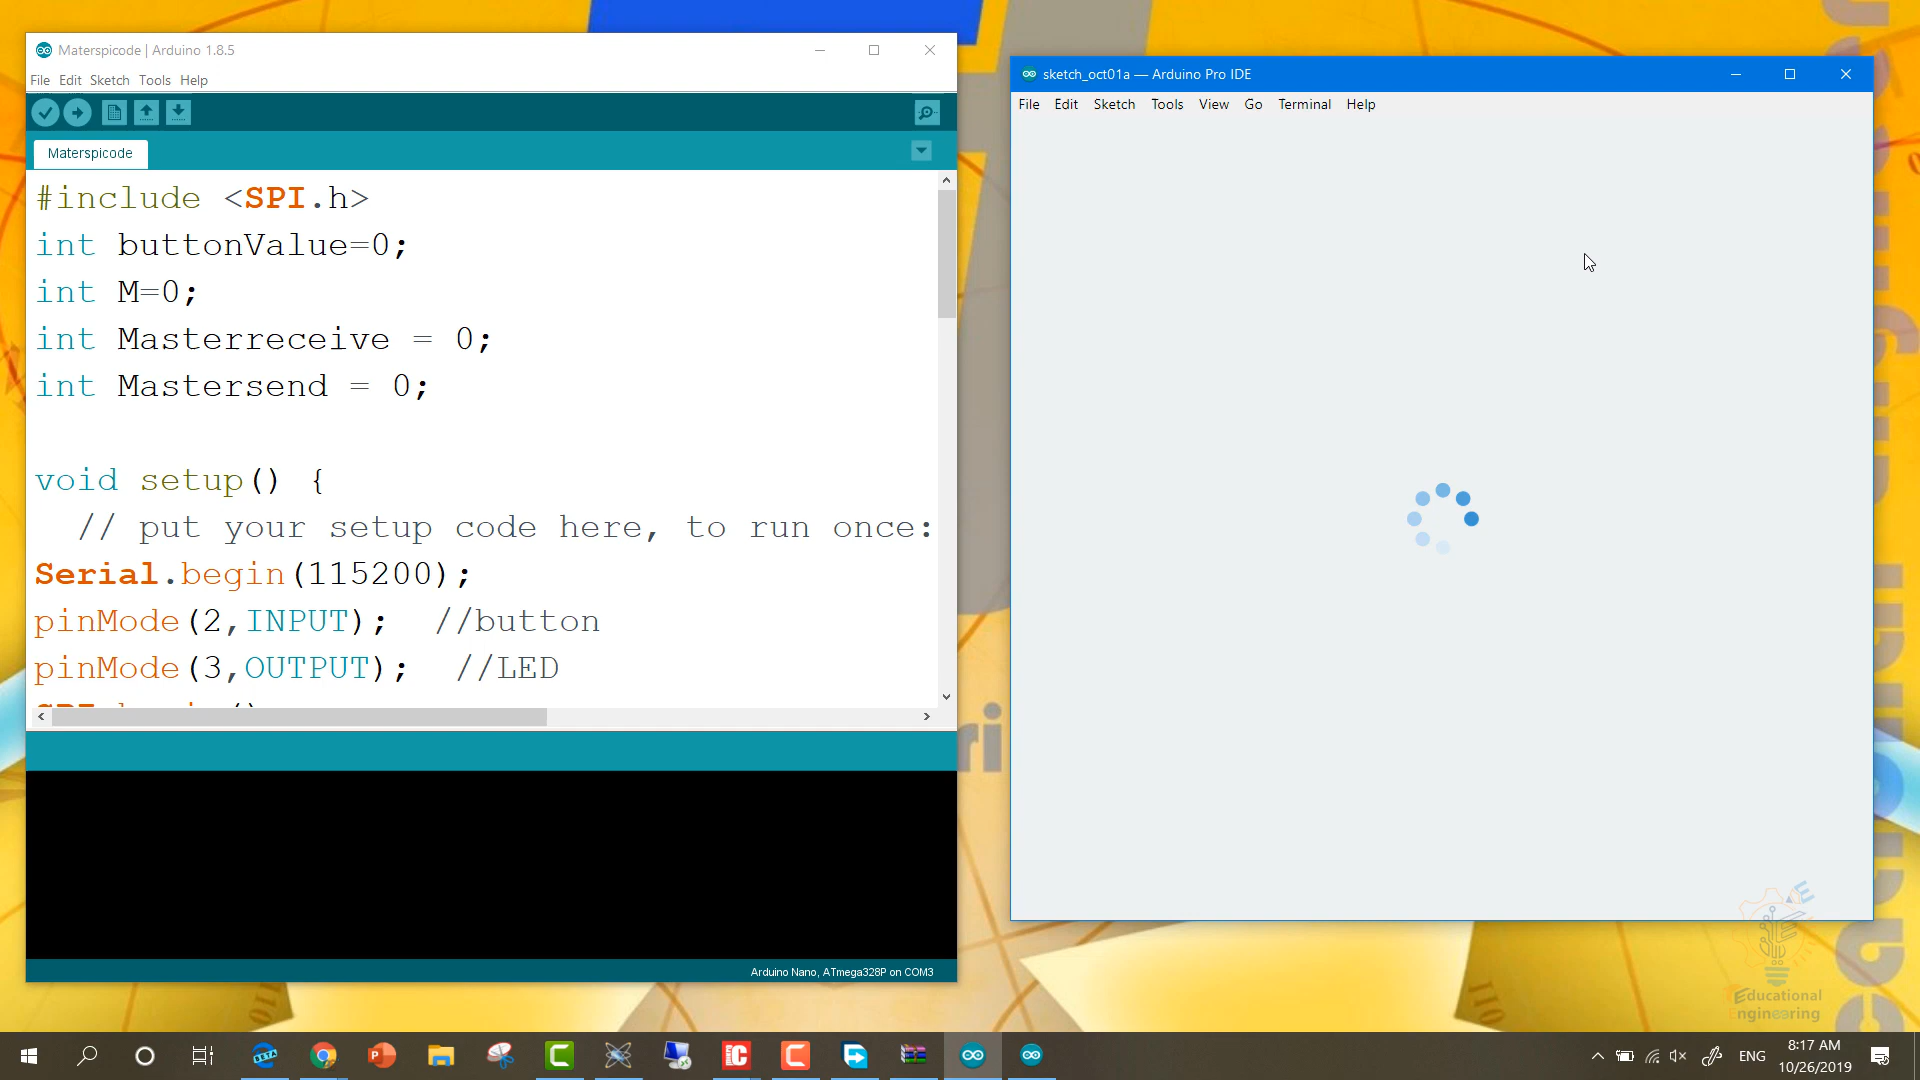 Materspicode | Arduino 1.8.5
File Edit Sketch Tools Help
Materspicode
#include <SPI.h>
int buttonValue=0;
int M=0;
int Masterreceive = 0;
int Mastersend = 0;
void setup() {
// put your setup code here, to run once:
Serial.begin(115200);
pinMode(2,INPUT);  //button
pinMode(3,OUTPUT);  //LED
Arduino Nano, ATmega328P on COM3
sketch_oct01a — Arduino Pro IDE
File Edit Sketch Tools View Go Terminal Help
Educational
Engineering
BETA
ENG
8:17 AM
10/26/2019